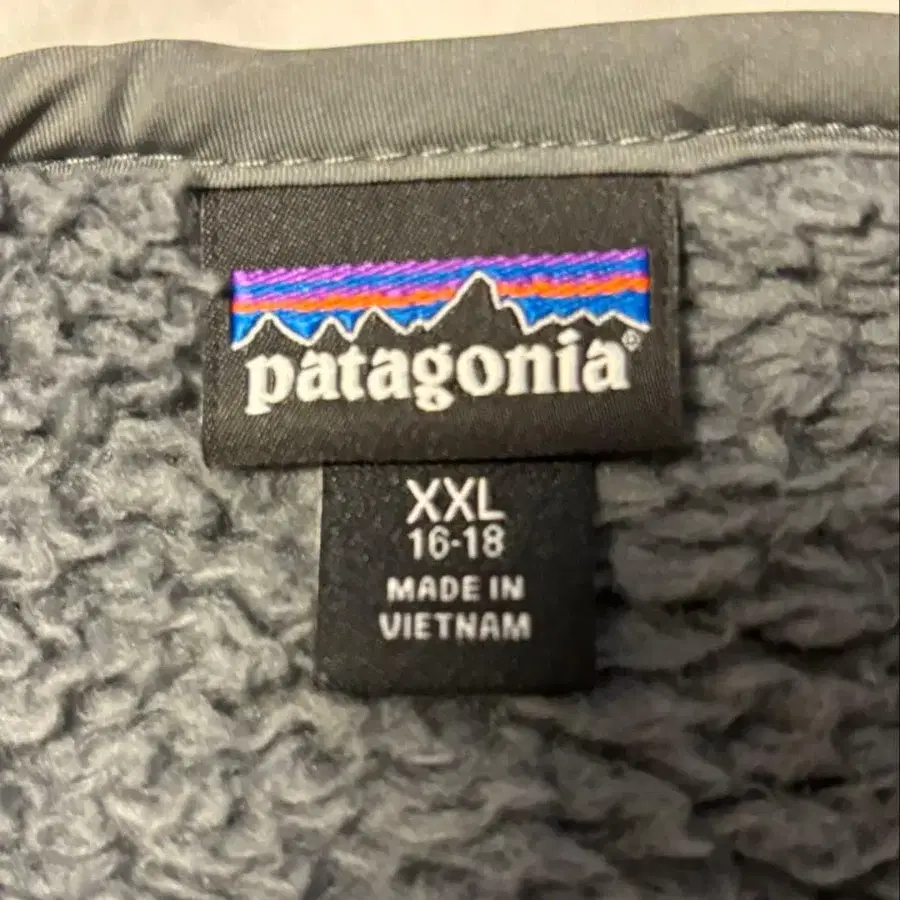 patagonia®
XXL
16-18
MADE IN
VIETNAM